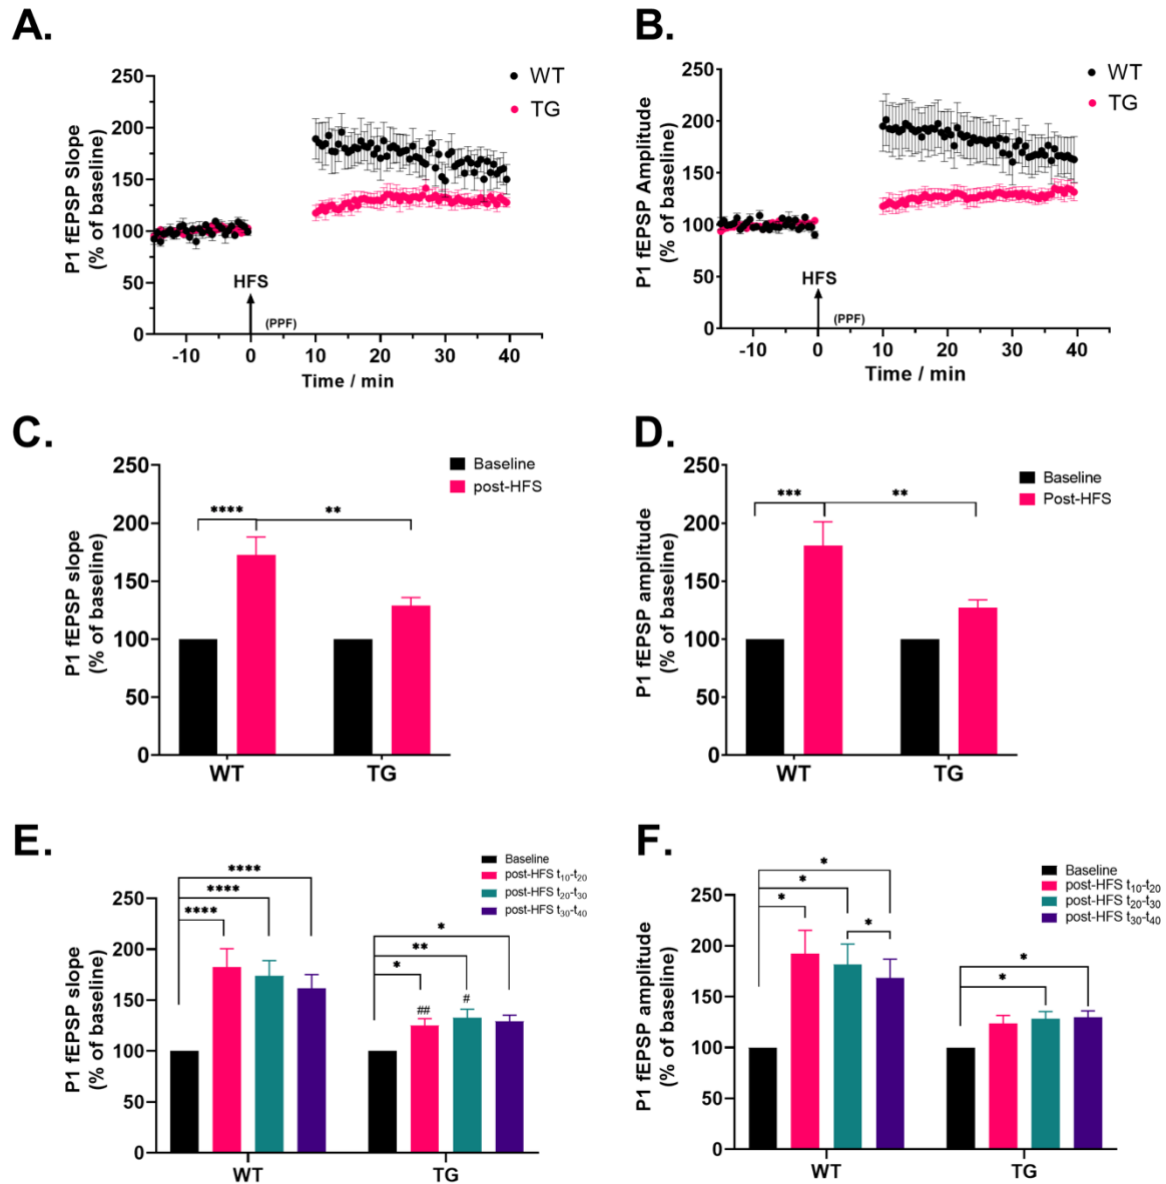 A.
WT
TG
P1 fEPSP Slope
(% of baseline)
250
200
150
100
50
0
HFS
(PPF)
-10 0 10 20 30 40
Time / min
B.
WT
TG
P1 fEPSP Amplitude
(% of baseline)
250
200
150
100
50
0
HFS
(PPF)
-10 0 10 20 30 40
Time / min
C.
Baseline
post-HFS
P1 fEPSP slope
(% of baseline)
250
200
150
100
50
0
**** **
WT TG
D.
Baseline
Post-HFS
P1 fEPSP amplitude
(% of baseline)
250
200
150
100
50
0
*** **
WT TG
E.
Baseline
post-HFS t10-t20
post-HFS t20-t30
post-HFS t30-t40
P1 fEPSP slope
(% of baseline)
250
200
150
100
50
0
****
****
****
*
**
*
## #
WT TG
F.
Baseline
post-HFS t10-t20
post-HFS t20-t30
post-HFS t30-t40
P1 fEPSP amplitude
(% of baseline)
250
200
150
100
50
0
*
*
*
*
*
*
WT TG